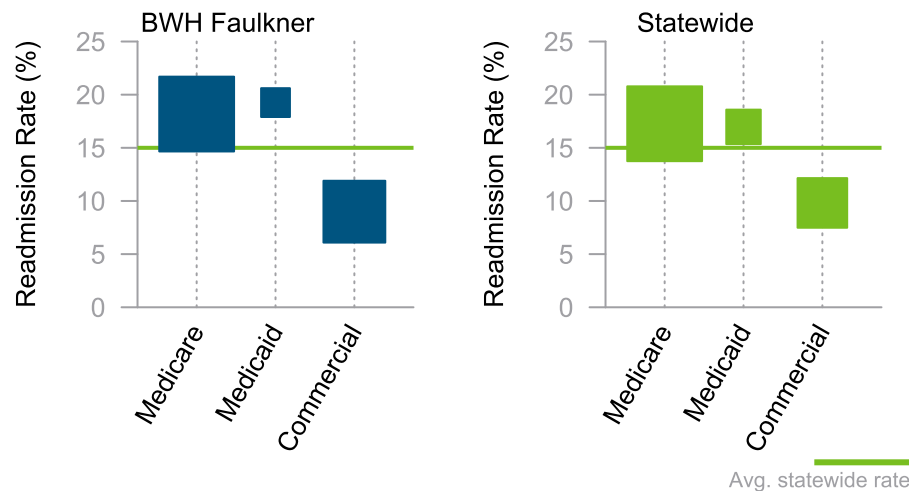 BWH Faulkner
Readmission Rate (%)
25
20
15
10
5
0
Medicare
Medicaid
Commercial
Statewide
Readmission Rate (%)
25
20
15
10
5
0
Medicare
Medicaid
Commercial
Avg. statewide rate